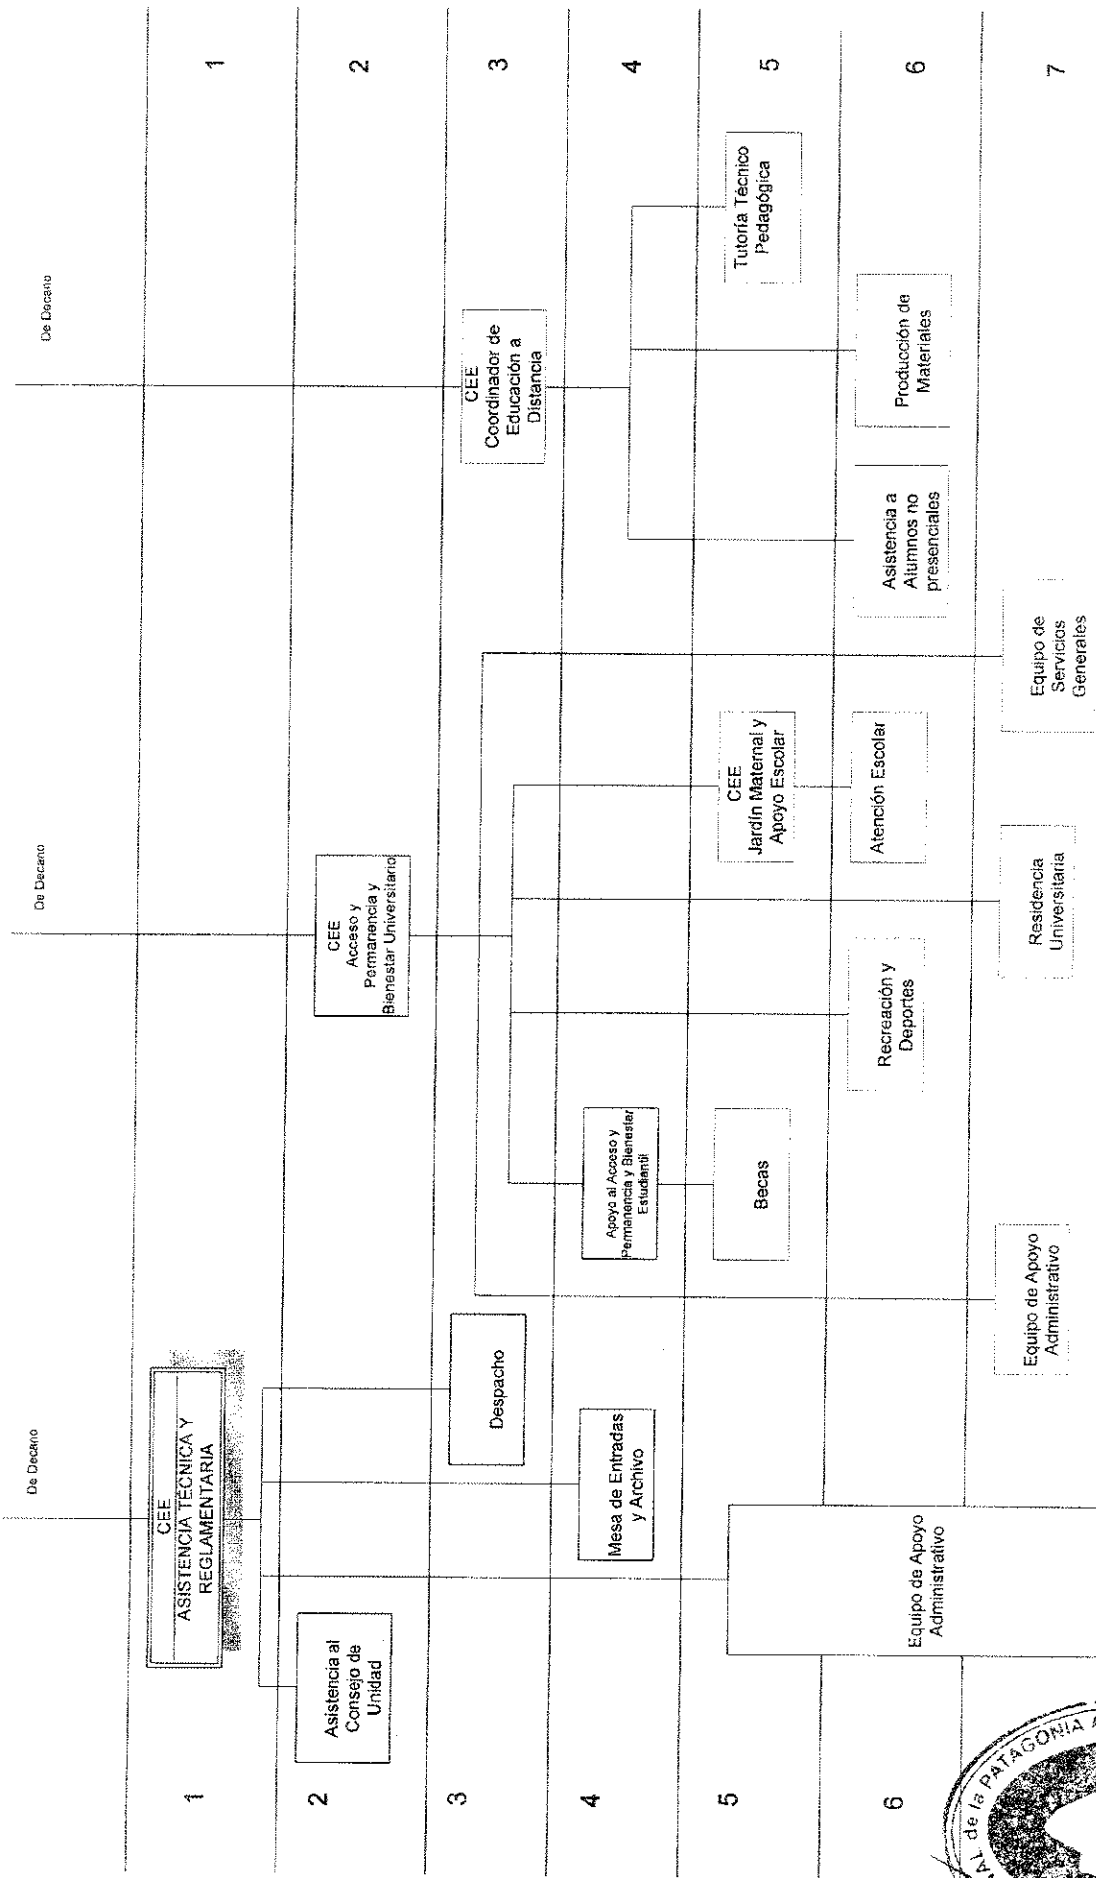 De Decano
De Decano
De Decano
1
CEE
ASISTENCIA TÉCNICA Y
REGLAMENTARIA
1
2
Asistencia al
Consejo de
Unidad
CEE
Acceso y
Permanencia y
Bienestar Universitario
2
3
Despacho
CEE
Coordinador de
Educación a
Distancia
3
4
Mesa de Entradas
y Archivo
Apoyo al Acceso y
Permanencia y Bienestar
Estudiantil
4
5
Becas
CEE
Jardín Maternal y
Apoyo Escolar
Tutoría Técnico
Pedagógica
5
6
Equipo de Apoyo
Administrativo
Recreación y
Deportes
Atención Escolar
Asistencia a
Alumnos no
presenciales
Producción de
Materiales
6
Equipo de Apoyo
Administrativo
Residencia
Universitaria
Equipo de
Servicios
Generales
7
de la PATAGONIA